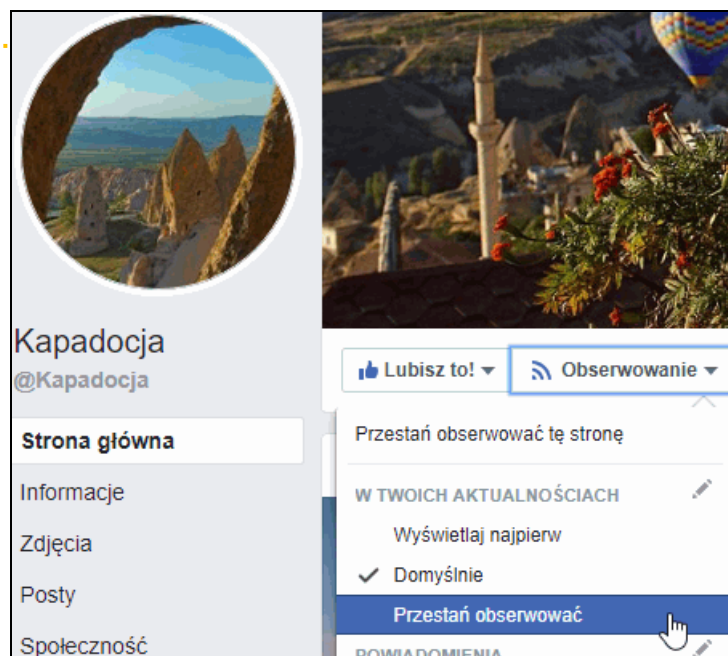 Kapadocja
@Kapadocja
Strona główna
Informacje
Zdjęcia
Posty
Społeczność
Lubisz to!
Obserwowanie
Przestań obserwować tę stronę
W TWOICH AKTUALNOŚCIACH
Wyświetlaj najpierw
Domyślnie
Przestań obserwować
POWIADOMIENIA